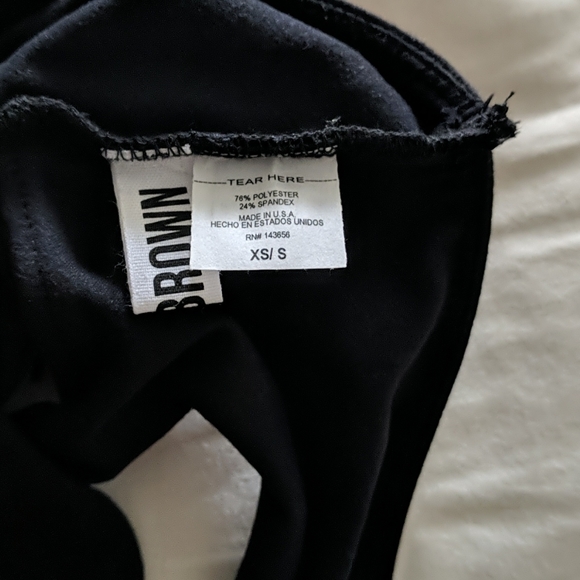 BROWN
TEAR HERE
76% POLYESTER
24% SPANDEX
MADE IN U.S.A.
HECHO EN ESTADOS UNIDOS
RN# 143656
XS/ S